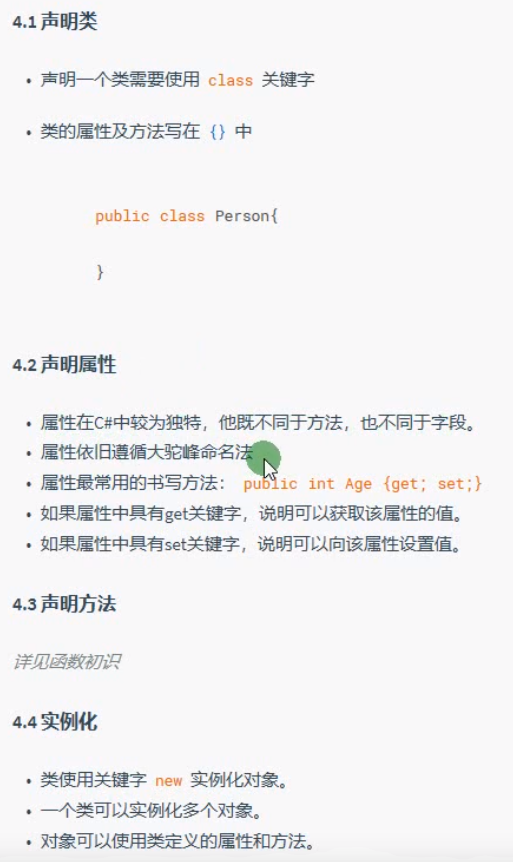 4.1 声明类
• 声明一个类需要使用 class 关键字
• 类的属性及方法写在 {} 中
public class Person{
}
4.2 声明属性
• 属性在C#中较为独特，他既不同于方法，也不同于字段。
• 属性依旧遵循大驼峰命名法
• 属性最常用的书写方法： public int Age {get; set;}
• 如果属性中具有get关键字，说明可以获取该属性的值。
• 如果属性中具有set关键字，说明可以向该属性设置值。
4.3 声明方法
详见函数初识
4.4 实例化
• 类使用关键字 new 实例化对象。
• 一个类可以实例化多个对象。
• 对象可以使用类定义的属性和方法。